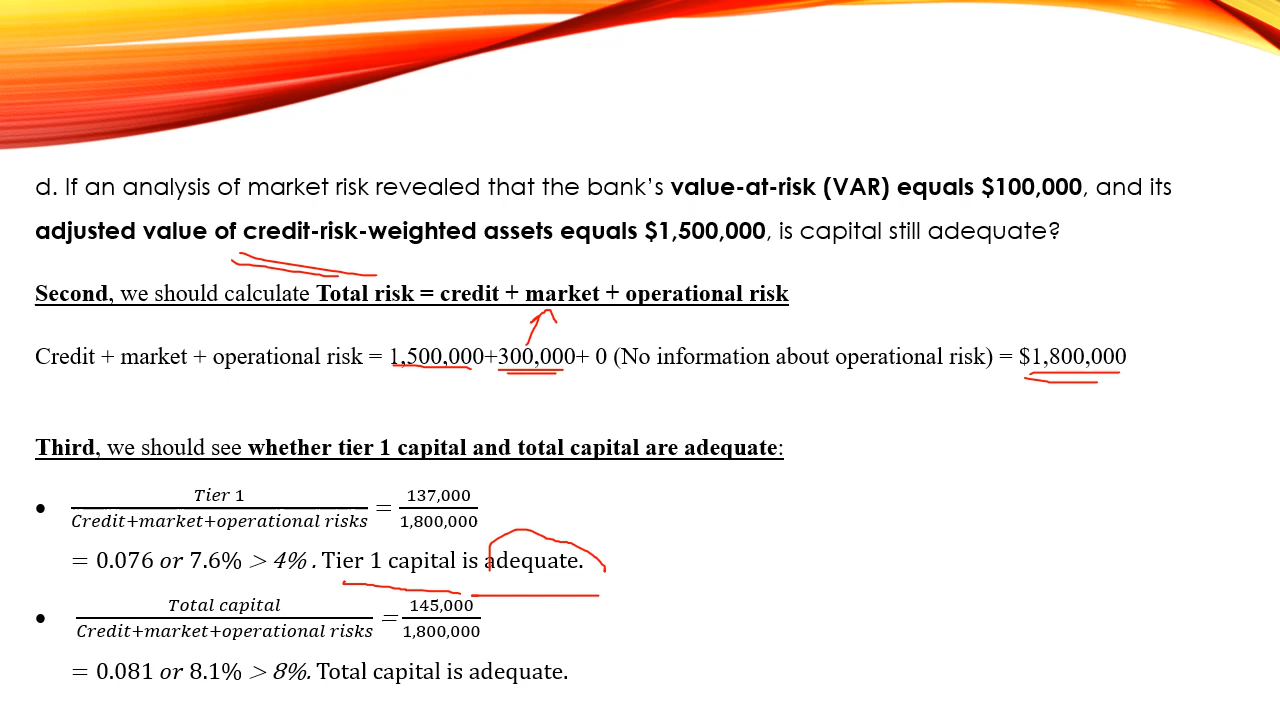 d. If an analysis of market risk revealed that the bank’s value-at-risk (VAR) equals $100,000, and its
adjusted value of credit-risk-weighted assets equals $1,500,000, is capital still adequate?
Second, we should calculate Total risk = credit + market + operational risk
Credit + market + operational risk = 1,500,000+300,000+ 0 (No information about operational risk) = $1,800,000
Third, we should see whether tier 1 capital and total capital are adequate:
• Tier 1 / Credit+market+operational risks = 137,000 / 1,800,000
= 0.076 or 7.6% > 4% . Tier 1 capital is adequate.
• Total capital / Credit+market+operational risks = 145,000 / 1,800,000
= 0.081 or 8.1% > 8%. Total capital is adequate.